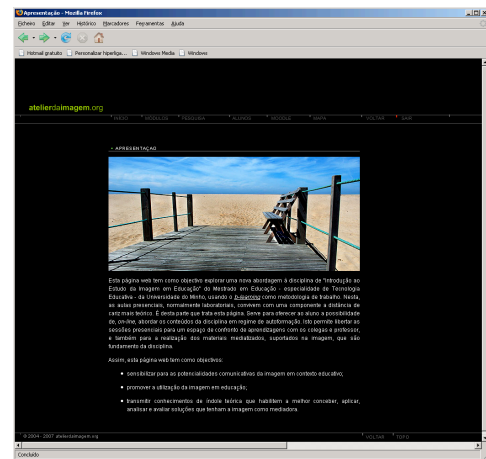 Apresentação - Mozilla Firefox
Ficheiro Editar Ver Histórico Marcadores Ferramentas Ajuda
Hotmail gratuito Personalizar hiperliga... Windows Media Windows
atelierdaimagem.org
INÍCIO MÓDULOS PESQUISA ALUNOS MOODLE MAPA VOLTAR SAIR
APRESENTAÇÃO
Esta página web tem como objectivo explorar uma nova abordagem à disciplina de "Introdução ao
Estudo da Imagem em Educação" do Mestrado em Educação - especialidade de Tecnologia
Educativa - da Universidade do Minho, usando o b-learning como metodologia de trabalho. Nesta,
as aulas presenciais, normalmente laboratoriais, convivem com uma componente a distância de
cariz mais teórico. É desta parte que trata esta página. Serve para oferecer ao aluno a possibilidade
de, on-line, abordar os conteúdos da disciplina em regime de autoformação. Isto permite libertar as
sessões presenciais para um espaço de confronto de aprendizagens com os colegas e professor,
e também para a realização dos materiais mediatizados, suportados na imagem, que são
fundamento da disciplina.
Assim, esta página web tem como objectivos:
sensibilizar para as potencialidades comunicativas da imagem em contexto educativo;
promover a utilização da imagem em educação;
transmitir conhecimentos de índole teórica que habilitem a melhor conceber, aplicar,
analisar e avaliar soluções que tenham a imagem como mediadora.
© 2004 - 2007 atelierdaimagem.org VOLTAR TOPO
Concluído